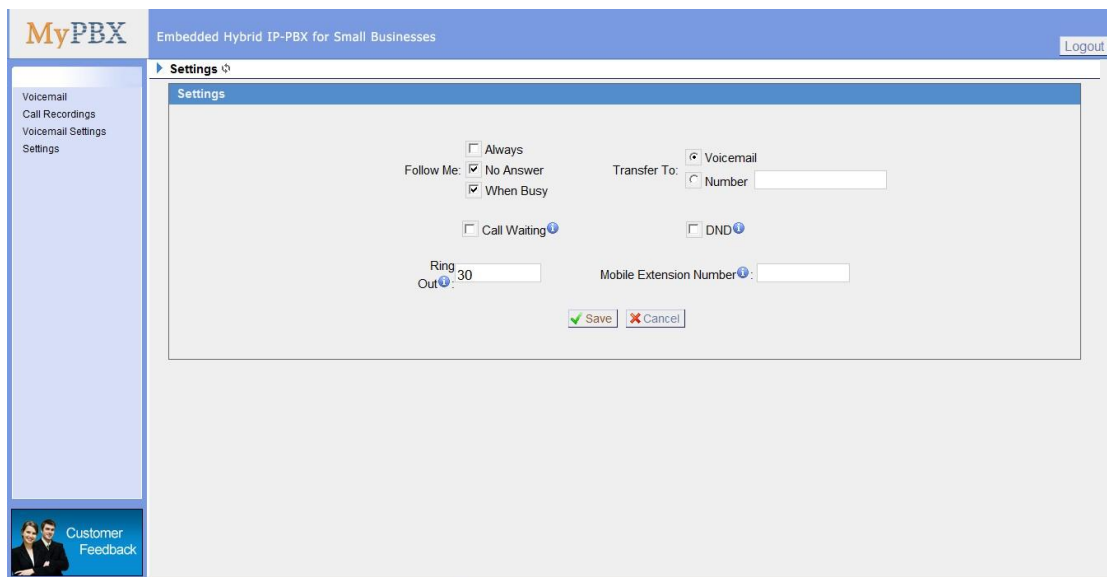 MyPBX
Embedded Hybrid IP-PBX for Small Businesses
Logout
Settings
Voicemail
Call Recordings
Voicemail Settings
Settings
Settings
Follow Me:
Always
No Answer
When Busy
Transfer To:
Voicemail
Number
Call Waiting
DND
Ring Out:
30
Mobile Extension Number:
Save
Cancel
Customer
Feedback